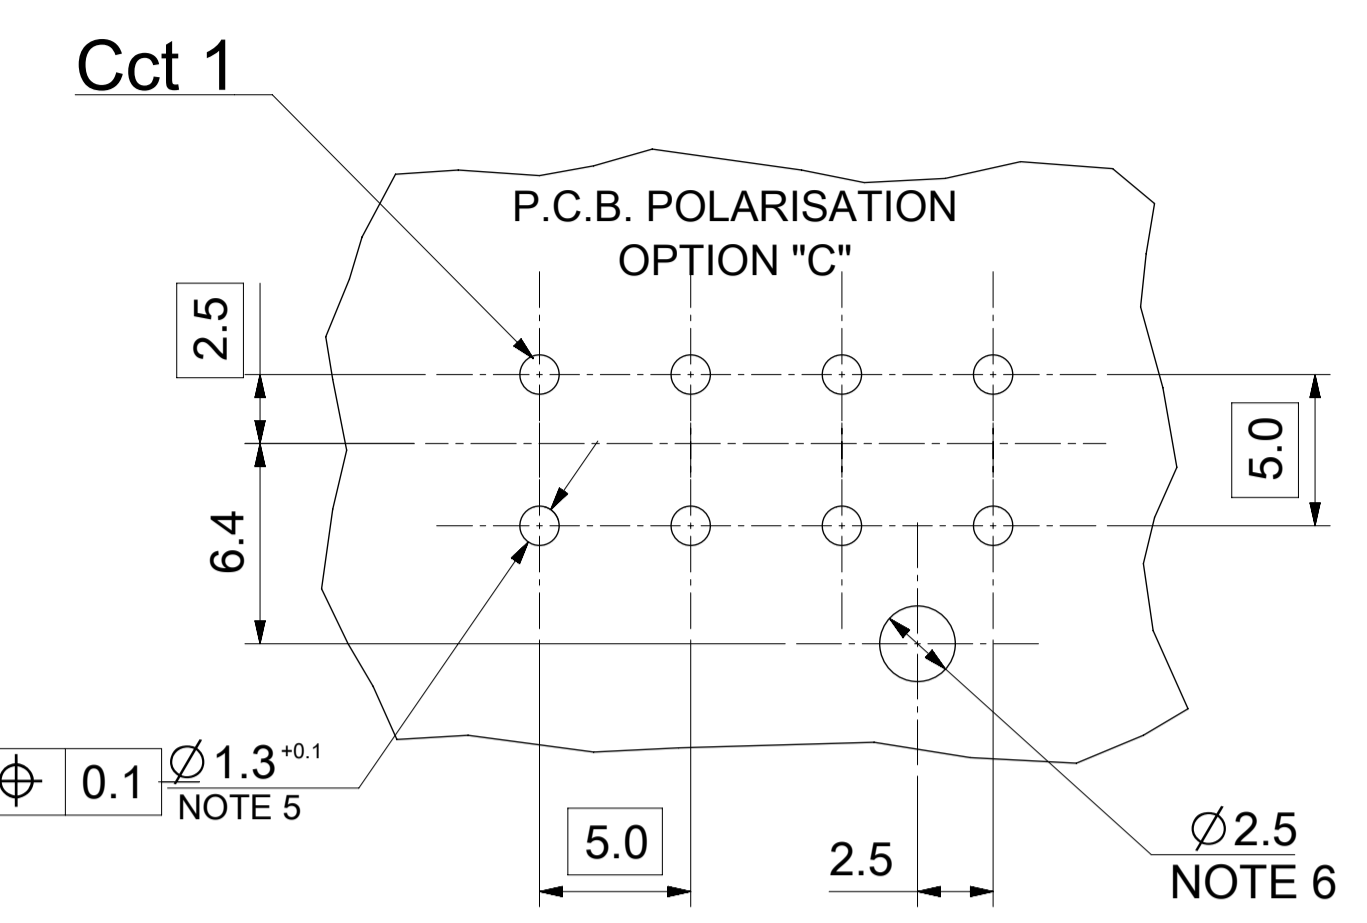 Cct 1
P.C.B. POLARISATION
OPTION "C"
2.5
5.0
6.4
⌖ 0.1 ∅1.3 +0.1
NOTE 5
5.0
2.5
∅2.5
NOTE 6